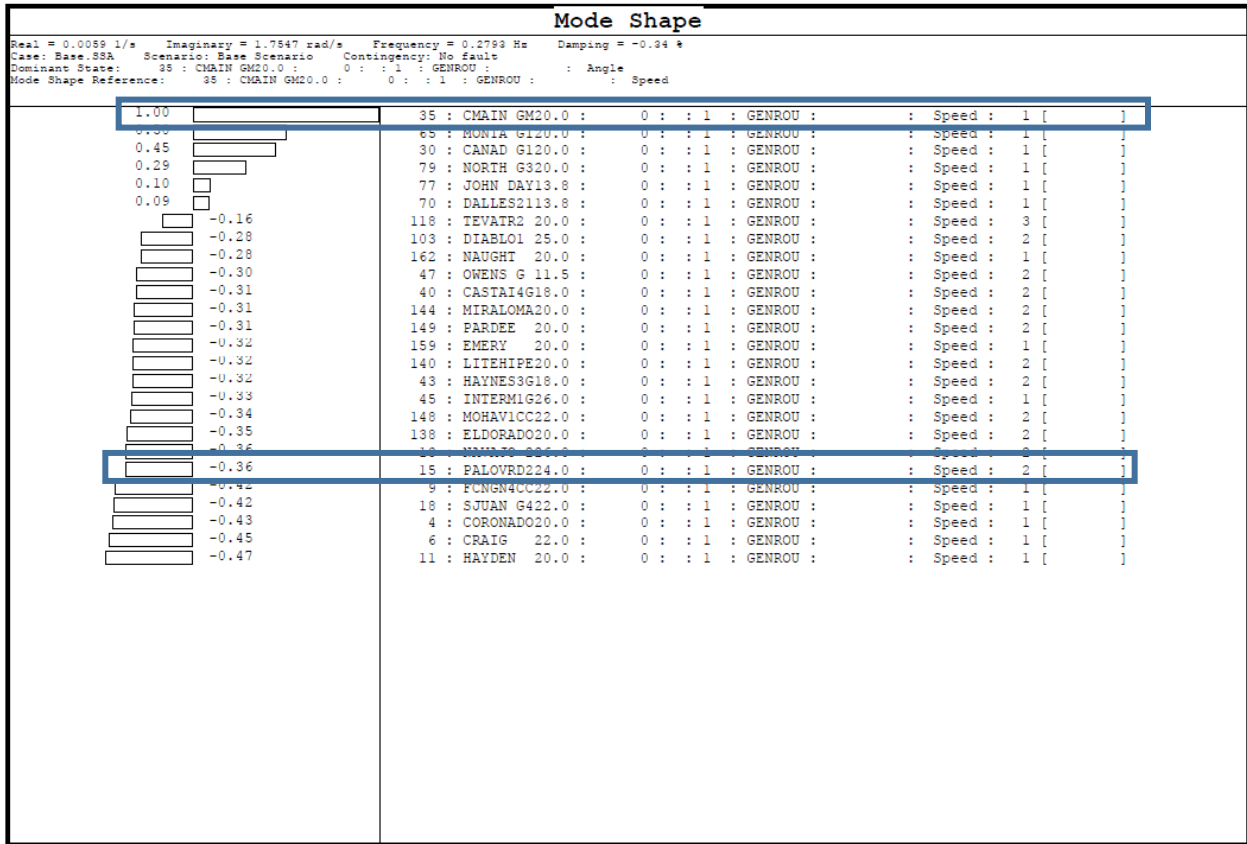 Mode Shape
Real = 0.0059 1/s Imaginary = 1.7547 rad/s Frequency = 0.2793 Hz Damping = -0.34 %
Case: Base.SSA Scenario: Base Scenario Contingency: No fault
Dominant State: 35 : CMAIN GM20.0 : 0 : : 1 : GENROU : : Angle
Mode Shape Reference: 35 : CMAIN GM20.0 : 0 : : 1 : GENROU : : Speed
1.00 35 : CMAIN GM20.0 : 0 : : 1 : GENROU : : Speed : 1 [ ]
65 : MONTA G120.0 : 0 : : 1 : GENROU : : Speed : 1 [ ]
0.45 30 : CANAD G120.0 : 0 : : 1 : GENROU : : Speed : 1 [ ]
0.29 79 : NORTH G320.0 : 0 : : 1 : GENROU : : Speed : 1 [ ]
0.10 77 : JOHN DAY13.8 : 0 : : 1 : GENROU : : Speed : 1 [ ]
0.09 70 : DALLES2113.8 : 0 : : 1 : GENROU : : Speed : 1 [ ]
-0.16 118 : TEVATR2 20.0 : 0 : : 1 : GENROU : : Speed : 3 [ ]
-0.28 103 : DIABLO1 25.0 : 0 : : 1 : GENROU : : Speed : 2 [ ]
-0.28 162 : NAUGHT 20.0 : 0 : : 1 : GENROU : : Speed : 1 [ ]
-0.30 47 : OWENS G 11.5 : 0 : : 1 : GENROU : : Speed : 2 [ ]
-0.31 40 : CASTAI4G18.0 : 0 : : 1 : GENROU : : Speed : 2 [ ]
-0.31 144 : MIRALOMA20.0 : 0 : : 1 : GENROU : : Speed : 2 [ ]
-0.31 149 : PARDEE 20.0 : 0 : : 1 : GENROU : : Speed : 2 [ ]
-0.32 159 : EMERY 20.0 : 0 : : 1 : GENROU : : Speed : 1 [ ]
-0.32 140 : LITEHIPE20.0 : 0 : : 1 : GENROU : : Speed : 2 [ ]
-0.32 43 : HAYNES3G18.0 : 0 : : 1 : GENROU : : Speed : 2 [ ]
-0.33 45 : INTERM1G26.0 : 0 : : 1 : GENROU : : Speed : 1 [ ]
-0.34 148 : MOHAV1CC22.0 : 0 : : 1 : GENROU : : Speed : 2 [ ]
-0.35 138 : ELDORADO20.0 : 0 : : 1 : GENROU : : Speed : 2 [ ]
-0.36 : 0 : : 1 : GENROU : : Speed : 2 [ ]
-0.36 15 : PALOVRD224.0 : 0 : : 1 : GENROU : : Speed : 2 [ ]
-0.42 9 : FCNGN4CC22.0 : 0 : : 1 : GENROU : : Speed : 1 [ ]
-0.42 18 : SJUAN G422.0 : 0 : : 1 : GENROU : : Speed : 1 [ ]
-0.43 4 : CORONADO20.0 : 0 : : 1 : GENROU : : Speed : 1 [ ]
-0.45 6 : CRAIG 22.0 : 0 : : 1 : GENROU : : Speed : 1 [ ]
-0.47 11 : HAYDEN 20.0 : 0 : : 1 : GENROU : : Speed : 1 [ ]